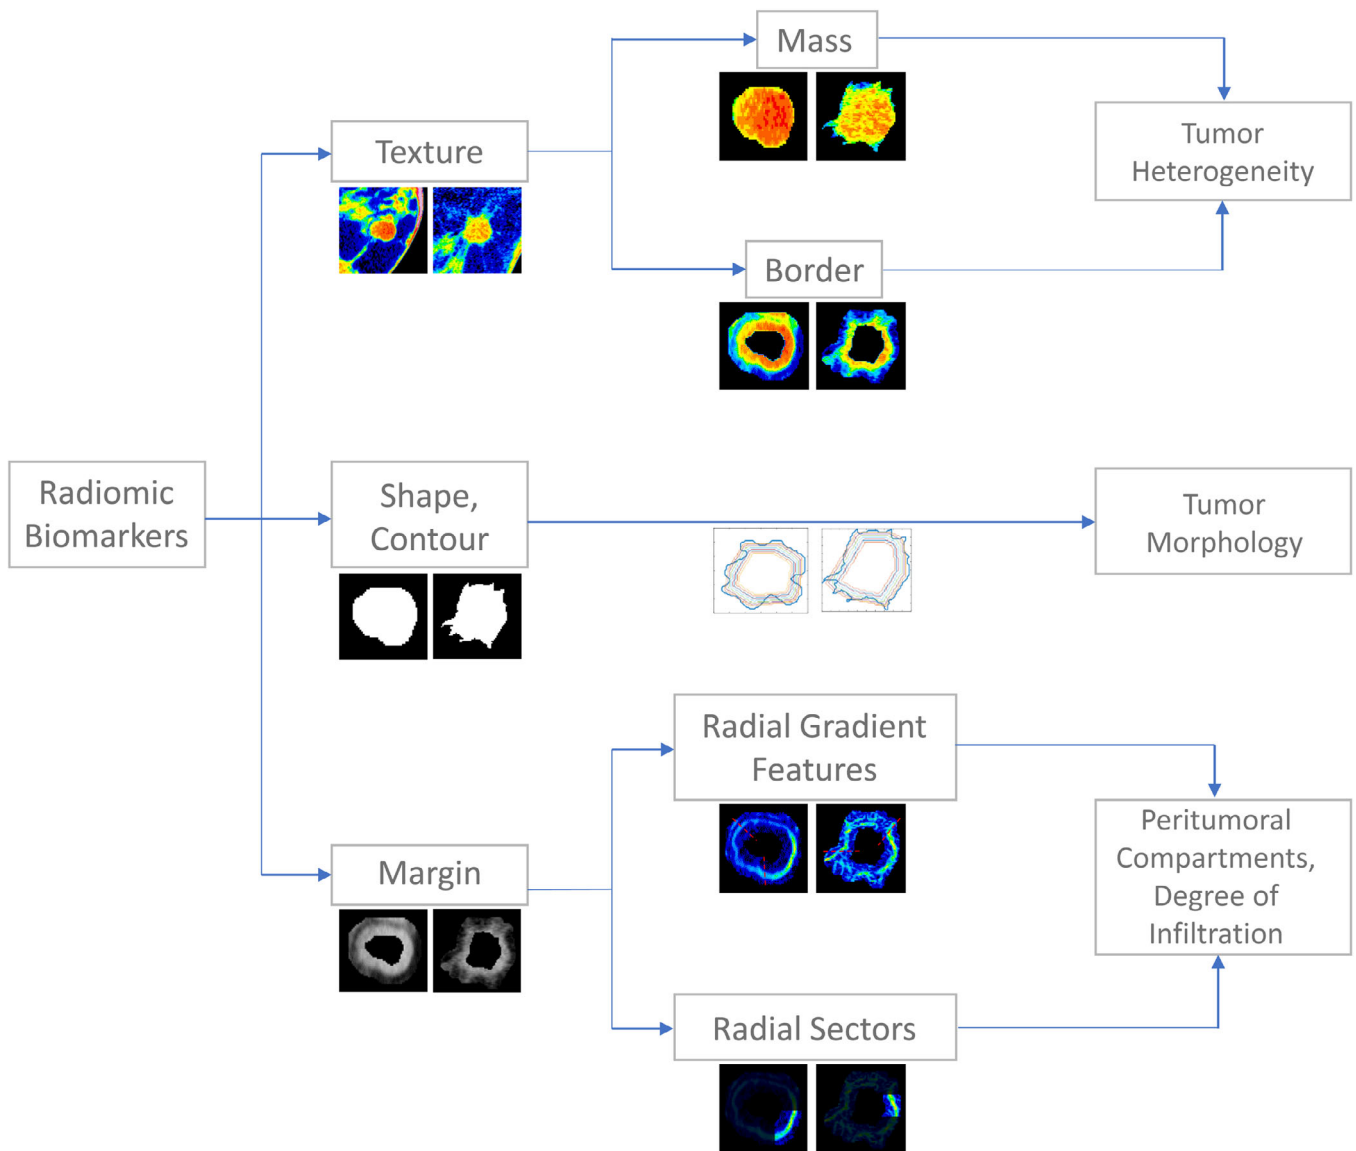 Mass
Texture
Tumor
Heterogeneity
Border
Radiomic
Biomarkers
Shape,
Contour
Tumor
Morphology
Radial Gradient
Features
Margin
Peritumoral
Compartments,
Degree of
Infiltration
Radial Sectors